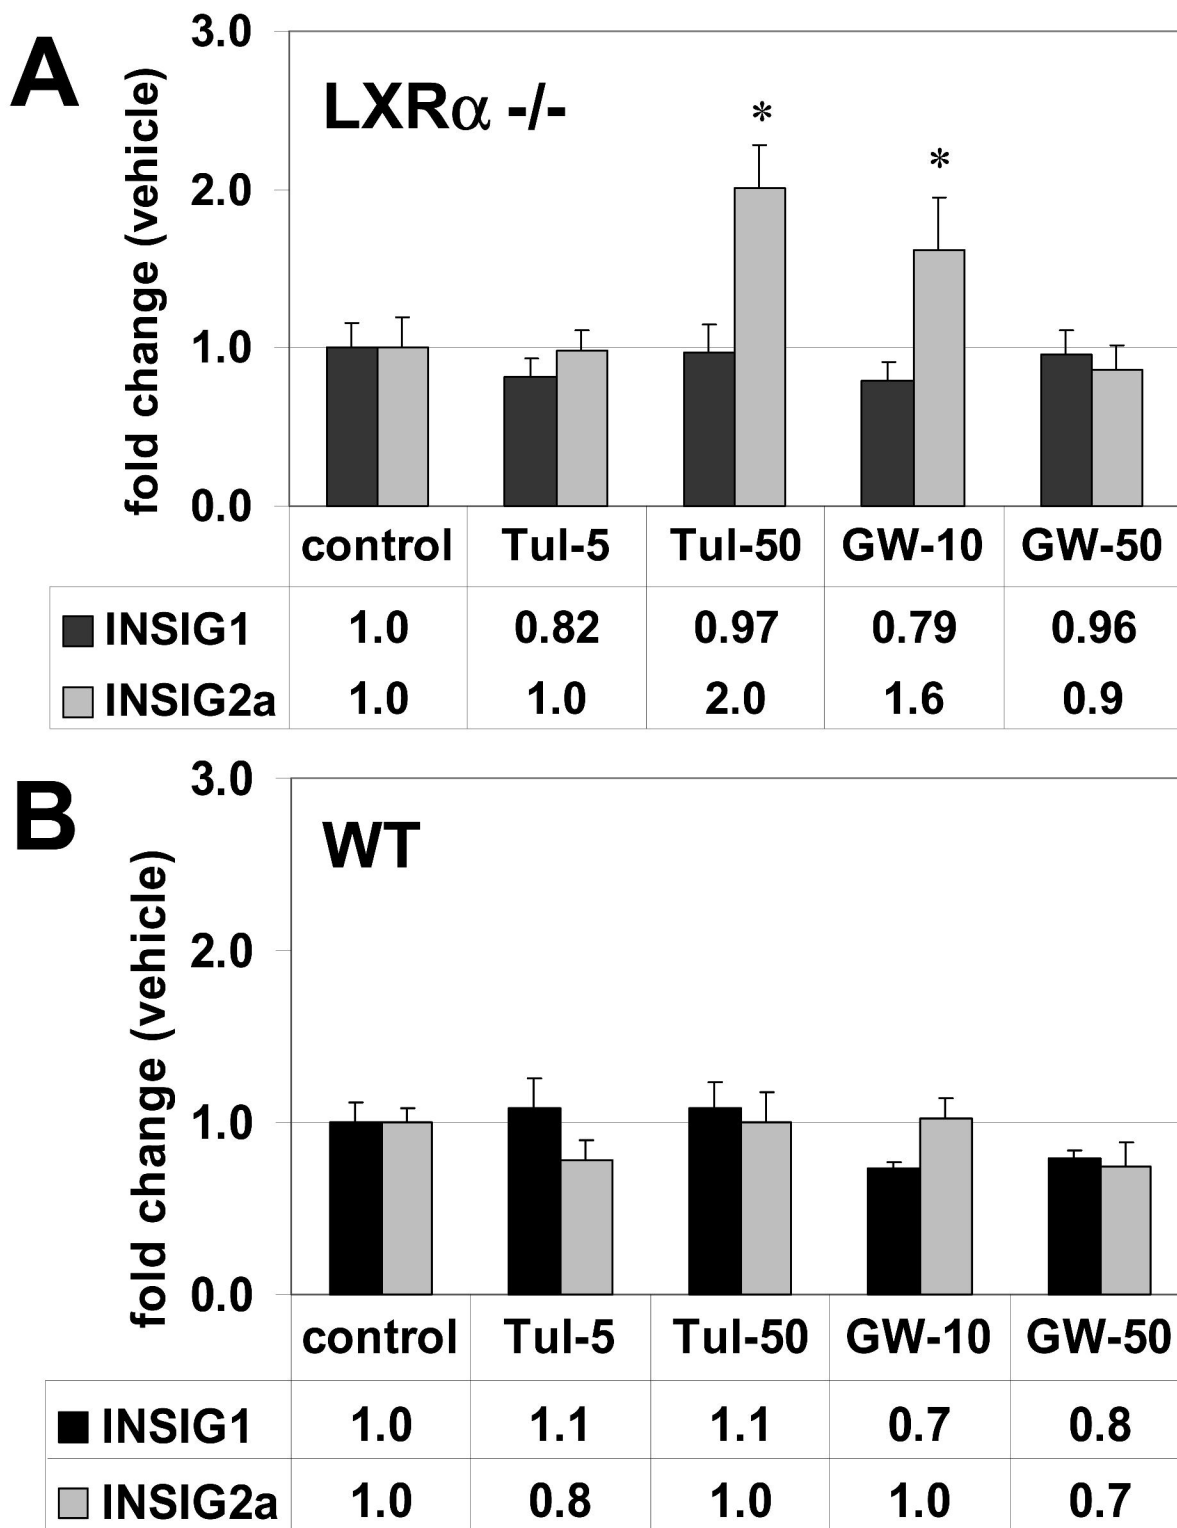 A
LXRα -/-
fold change (vehicle)
3.0
2.0
1.0
0.0
*
*
control Tul-5 Tul-50 GW-10 GW-50
INSIG1 1.0 0.82 0.97 0.79 0.96
INSIG2a 1.0 1.0 2.0 1.6 0.9
B
WT
fold change (vehicle)
3.0
2.0
1.0
0.0
control Tul-5 Tul-50 GW-10 GW-50
INSIG1 1.0 1.1 1.1 0.7 0.8
INSIG2a 1.0 0.8 1.0 1.0 0.7